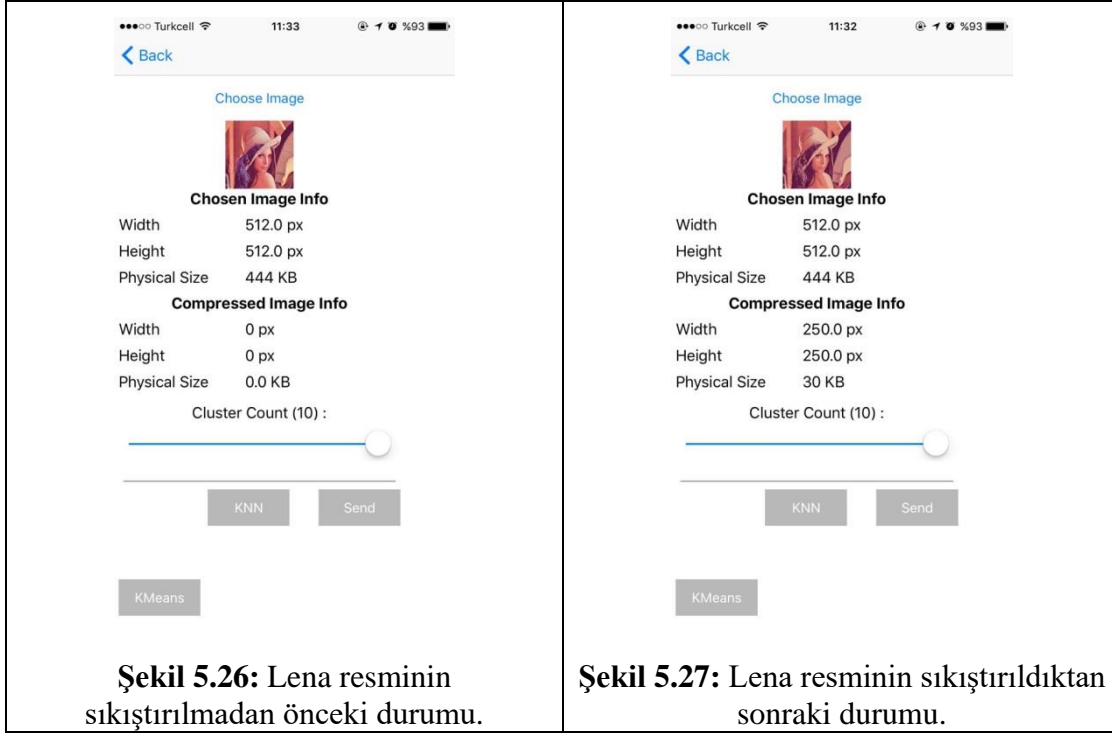 Turkcell 11:33 %93
Back
Choose Image
Chosen Image Info
Width 512.0 px
Height 512.0 px
Physical Size 444 KB
Compressed Image Info
Width 0 px
Height 0 px
Physical Size 0.0 KB
Cluster Count (10) :
KNN Send
KMeans
Şekil 5.26: Lena resminin
sıkıştırılmadan önceki durumu.
Turkcell 11:32 %93
Back
Choose Image
Chosen Image Info
Width 512.0 px
Height 512.0 px
Physical Size 444 KB
Compressed Image Info
Width 250.0 px
Height 250.0 px
Physical Size 30 KB
Cluster Count (10) :
KNN Send
KMeans
Şekil 5.27: Lena resminin sıkıştırıldıktan
sonraki durumu.